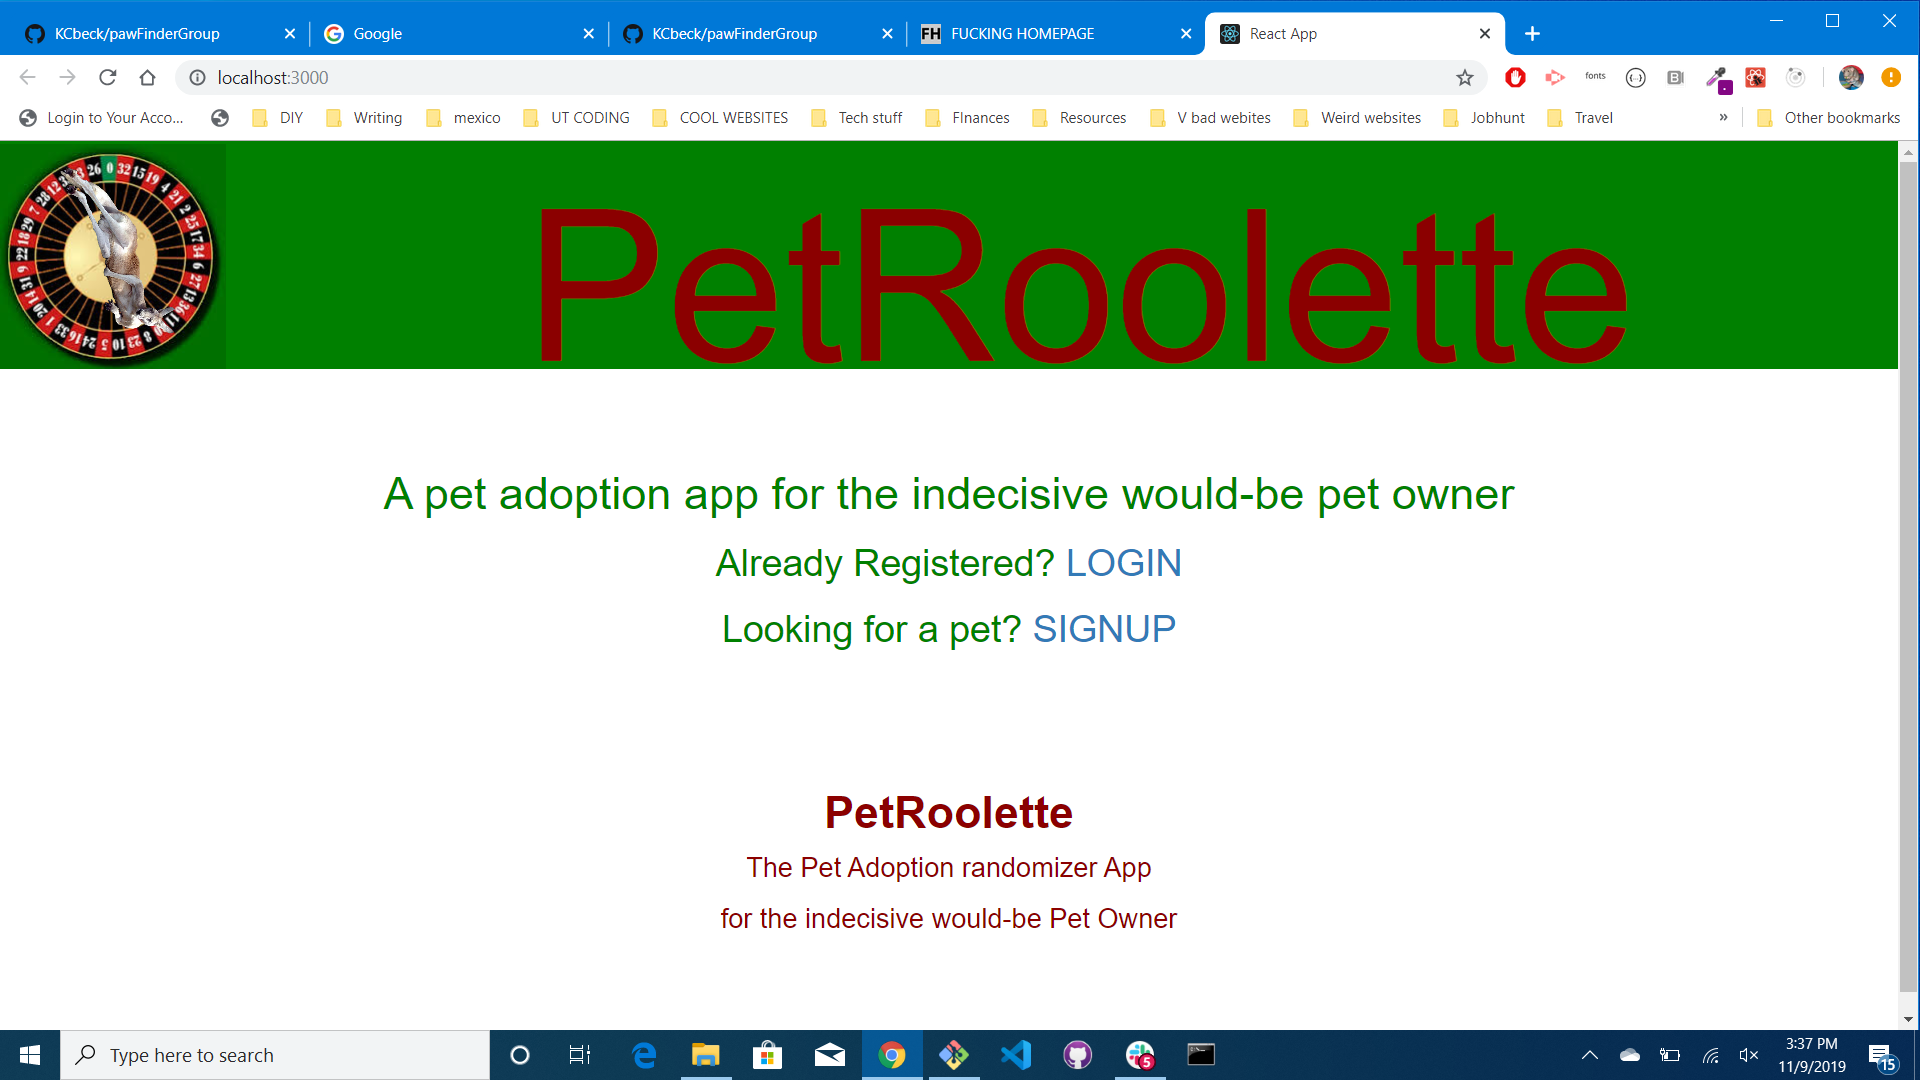 KCbeck/pawFinderGroup
Google
KCbeck/pawFinderGroup
FH FUCKING HOMEPAGE
React App
localhost:3000
fonts
Login to Your Acco...
DIY
Writing
mexico
UT CODING
COOL WEBSITES
Tech stuff
FInances
Resources
V bad webites
Weird websites
Jobhunt
Travel
»
Other bookmarks
PetRoolette
A pet adoption app for the indecisive would-be pet owner
Already Registered? LOGIN
Looking for a pet? SIGNUP
PetRoolette
The Pet Adoption randomizer App
for the indecisive would-be Pet Owner
Type here to search
5
3:37 PM
11/9/2019
15